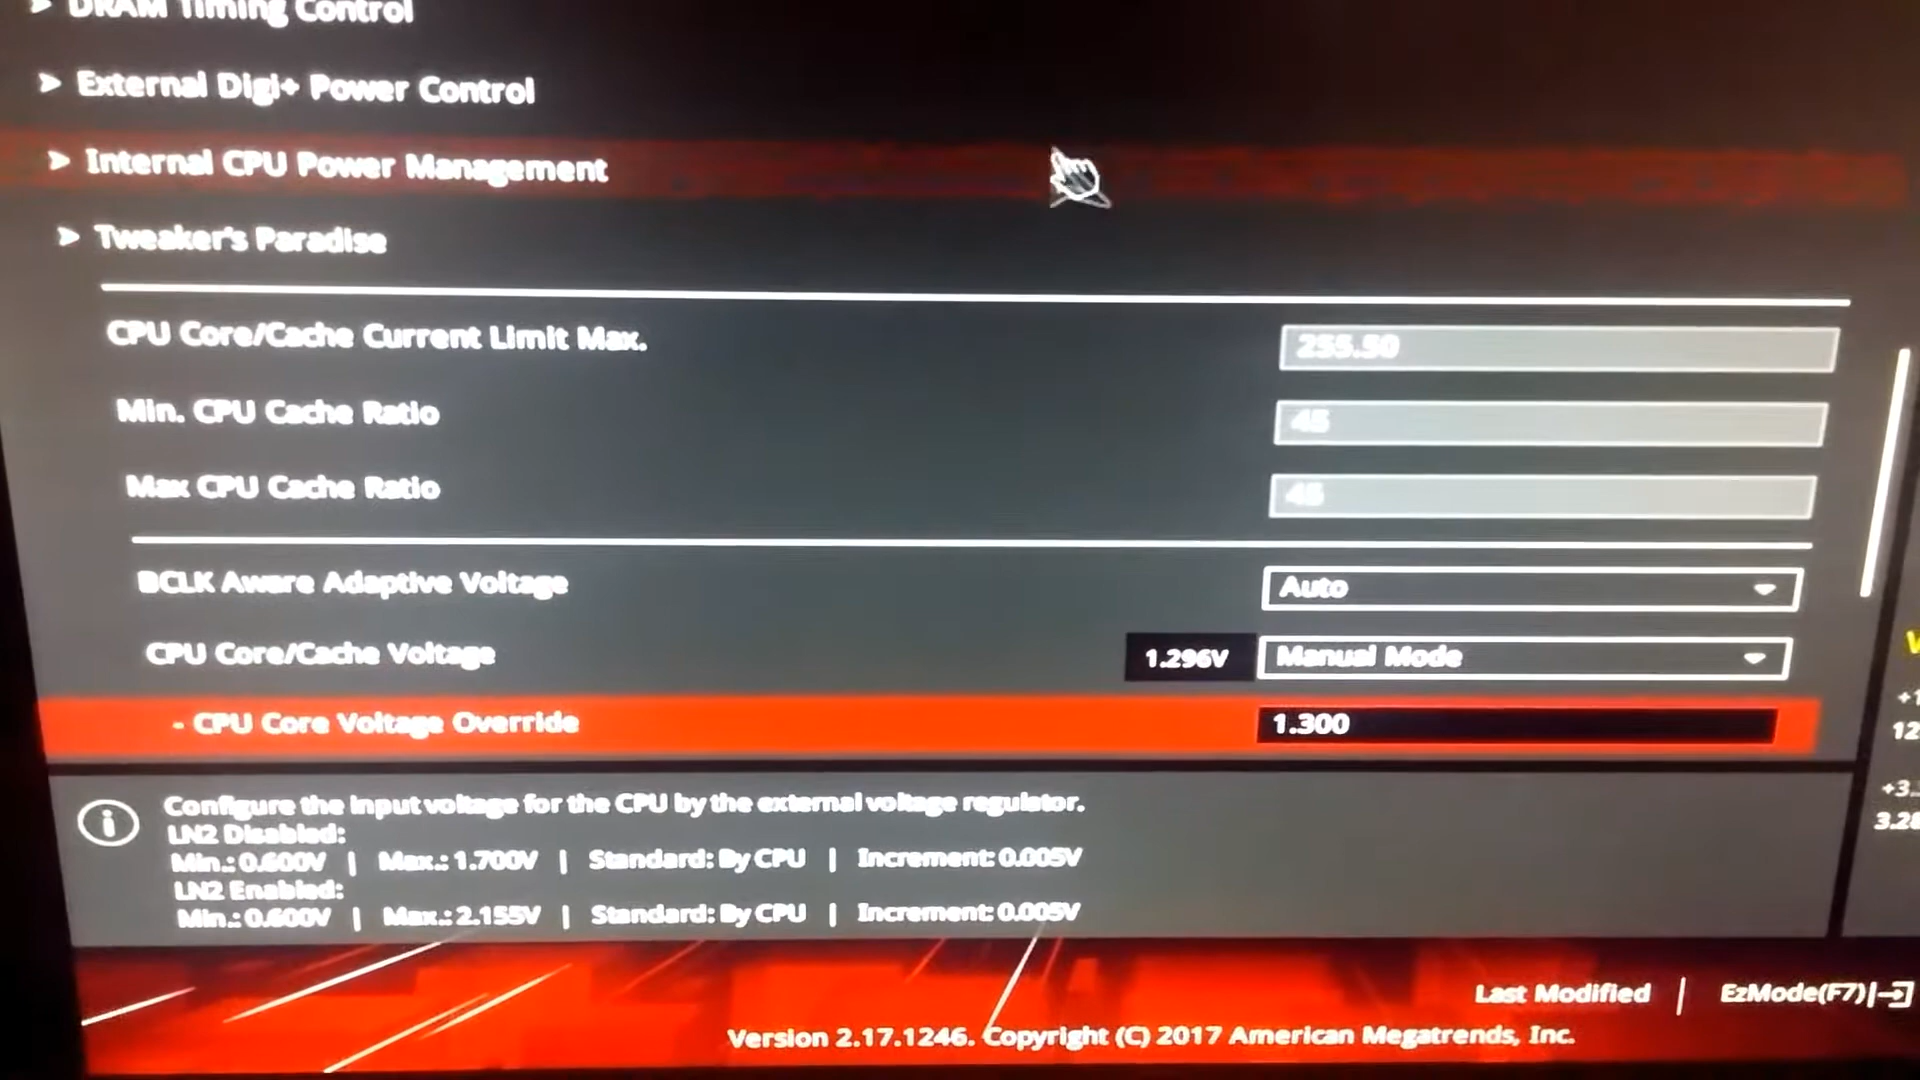 > DRAM Timing Control
> External Digi+ Power Control
> Internal CPU Power Management
> Tweaker's Paradise
CPU Core/Cache Current Limit Max. 255.50
Min. CPU Cache Ratio 45
Max CPU Cache Ratio 45
BCLK Aware Adaptive Voltage Auto
CPU Core/Cache Voltage 1.296V Manual Mode
- CPU Core Voltage Override 1.300
Configure the input voltage for the CPU by the external voltage regulator.
LN2 Disabled:
Min.: 0.600V | Max.: 1.700V | Standard: By CPU | Increment: 0.005V
LN2 Enabled:
Min.: 0.600V | Max.: 2.155V | Standard: By CPU | Increment: 0.005V
Last Modified | EzMode(F7)
Version 2.17.1246. Copyright (C) 2017 American Megatrends, Inc.